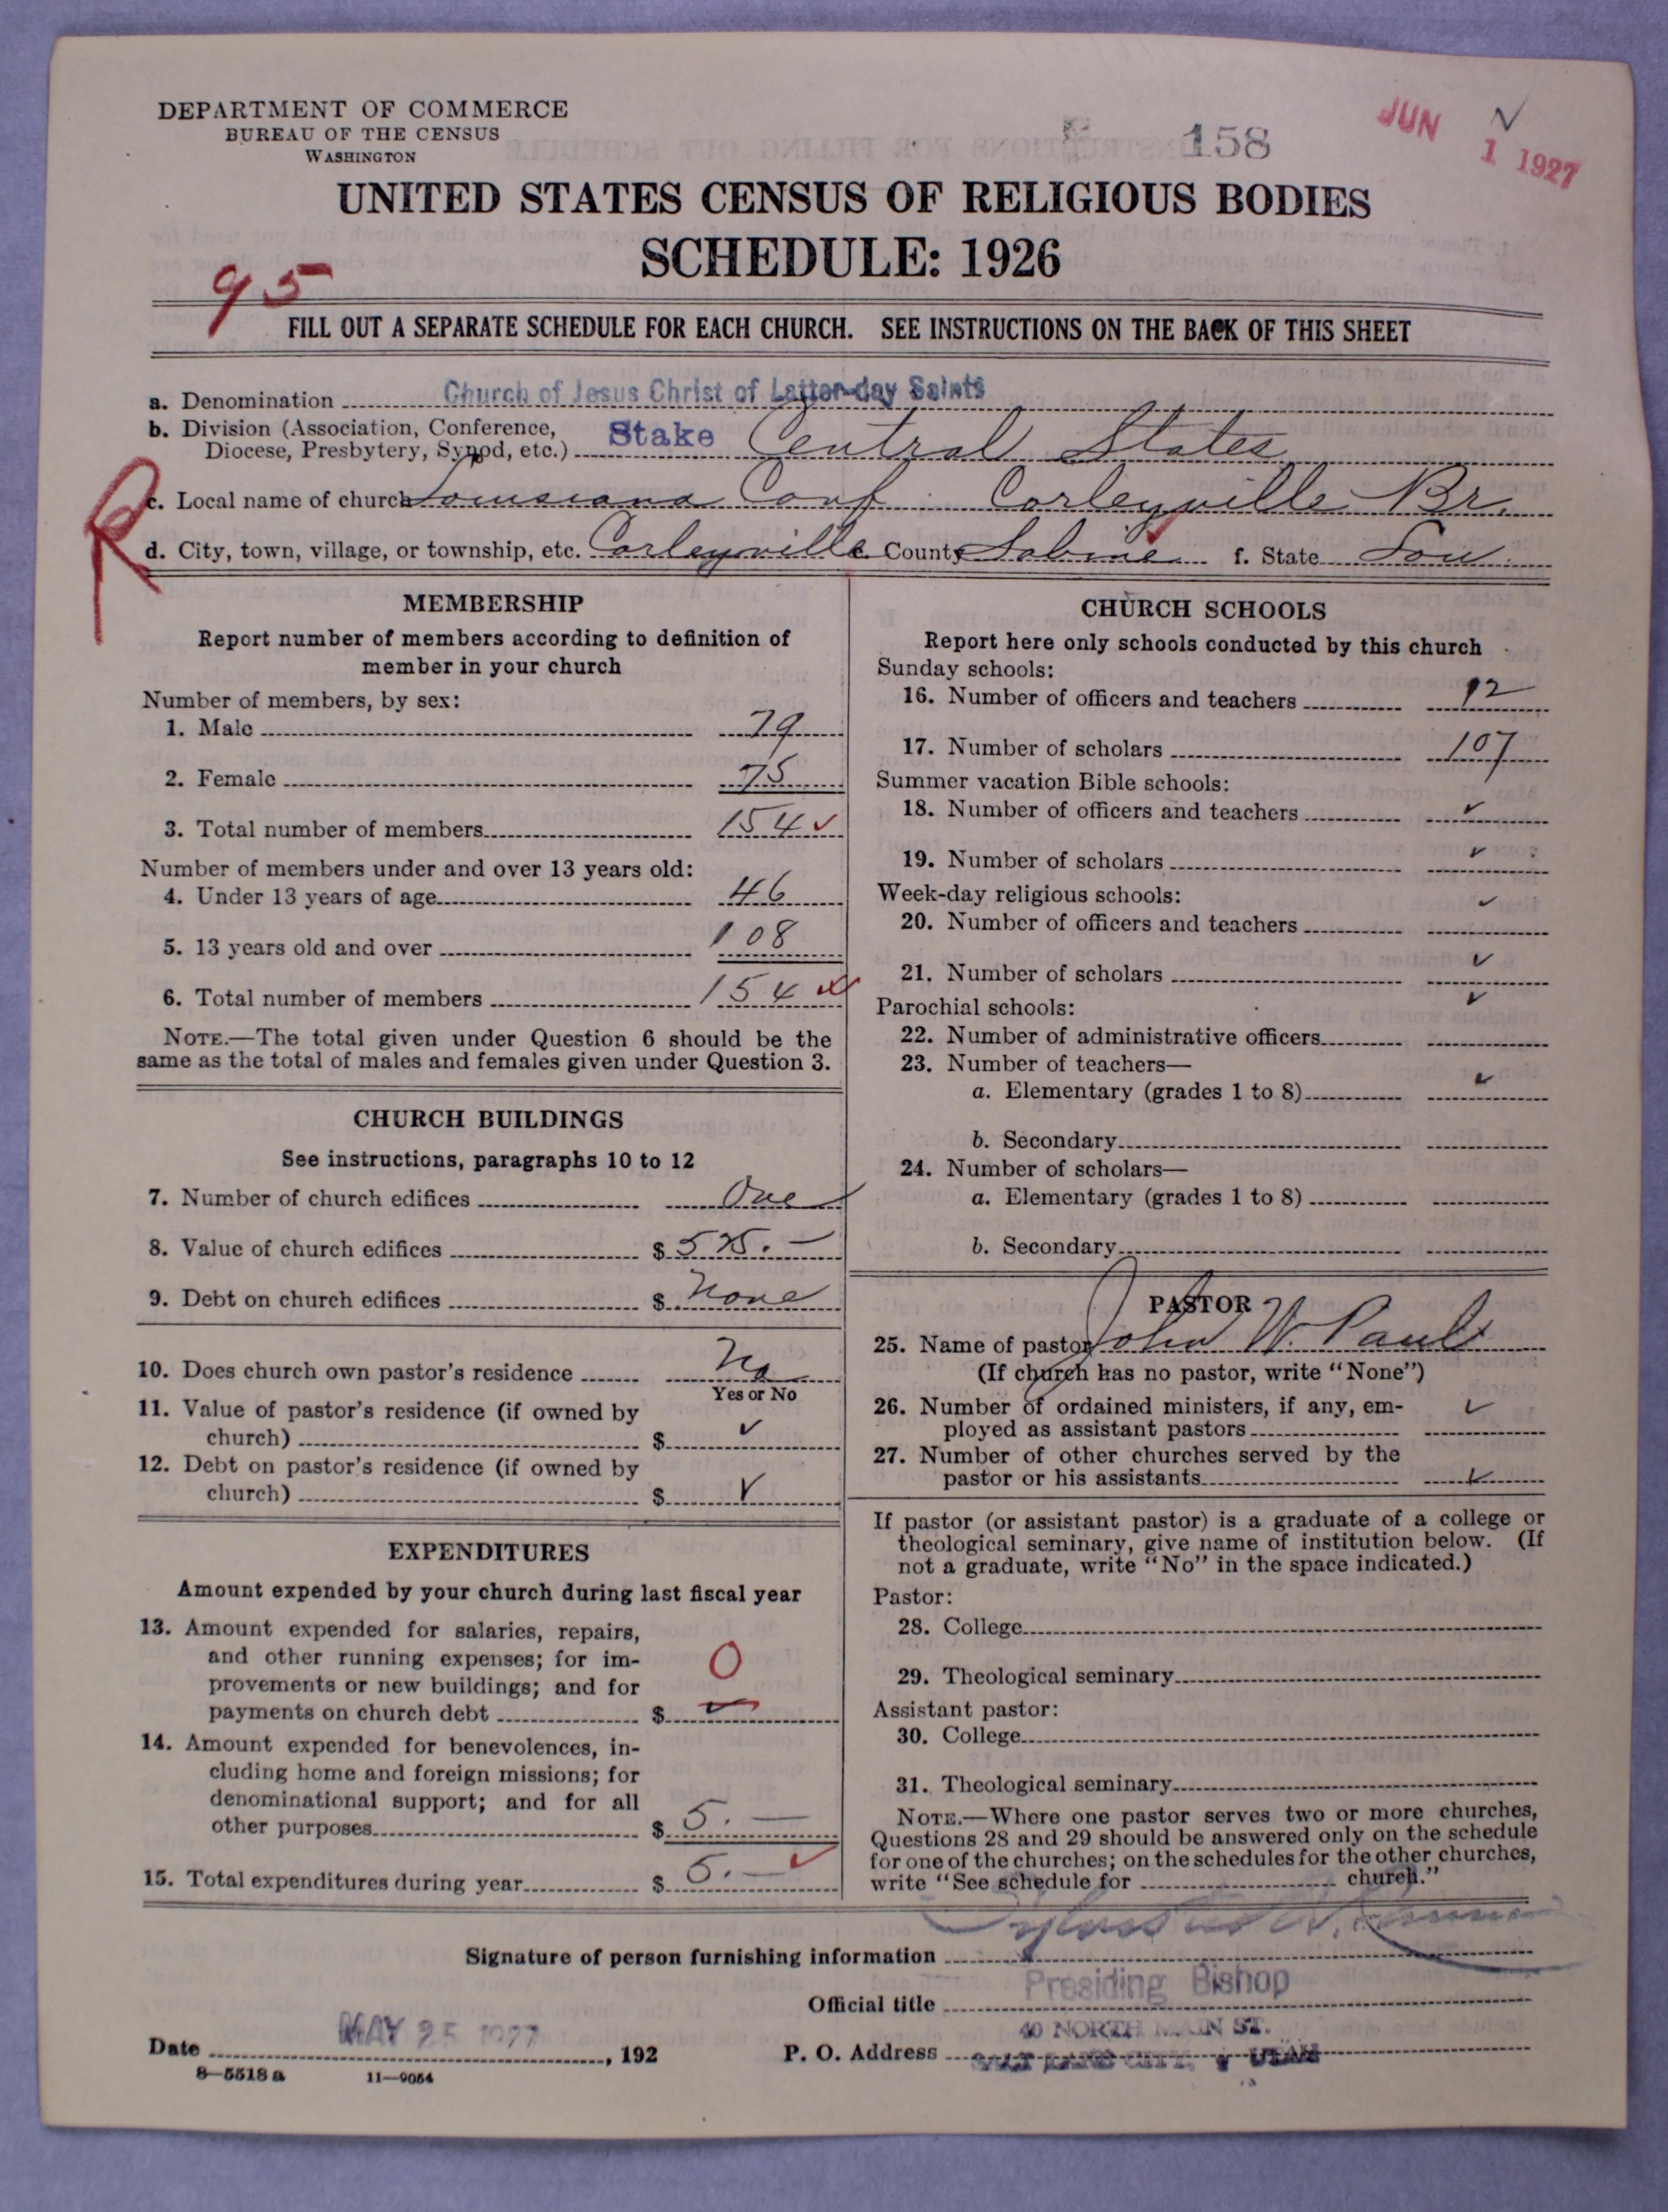 DEPARTMENT OF COMMERCE
BUREAU OF THE CENSUS
WASHINGTON
158
JUN 1 1927
UNITED STATES CENSUS OF RELIGIOUS BODIES
SCHEDULE: 1926
95
FILL OUT A SEPARATE SCHEDULE FOR EACH CHURCH. SEE INSTRUCTIONS ON THE BACK OF THIS SHEET
a. Denomination Church of Jesus Christ of Latter-day Saints
b. Division (Association, Conference, Diocese, Presbytery, Synod, etc.) Stake Central States
R
c. Local name of church Louisiana Conf. Corleyville Br.
d. City, town, village, or township, etc. Corleyville e. County Sabine f. State Lou.
MEMBERSHIP
Report number of members according to definition of
member in your church
Number of members, by sex:
1. Male 79
2. Female 75
3. Total number of members 154 ✓
Number of members under and over 13 years old:
4. Under 13 years of age 46
5. 13 years old and over 108
6. Total number of members 154
NOTE.—The total given under Question 6 should be the
same as the total of males and females given under Question 3.
CHURCH BUILDINGS
See instructions, paragraphs 10 to 12
7. Number of church edifices One
8. Value of church edifices $ 575.—
9. Debt on church edifices $ None
10. Does church own pastor's residence No
Yes or No
11. Value of pastor's residence (if owned by
church) $ ✓
12. Debt on pastor's residence (if owned by
church) $ ✓
EXPENDITURES
Amount expended by your church during last fiscal year
13. Amount expended for salaries, repairs,
and other running expenses; for im-
provements or new buildings; and for
payments on church debt $ 0
14. Amount expended for benevolences, in-
cluding home and foreign missions; for
denominational support; and for all
other purposes $ 5.—
15. Total expenditures during year $ 5.— ✓
CHURCH SCHOOLS
Report here only schools conducted by this church
Sunday schools:
16. Number of officers and teachers 12
17. Number of scholars 107
Summer vacation Bible schools:
18. Number of officers and teachers ✓
19. Number of scholars ✓
Week-day religious schools:
20. Number of officers and teachers ✓
21. Number of scholars ✓
Parochial schools:
22. Number of administrative officers ✓
23. Number of teachers—
a. Elementary (grades 1 to 8) ✓
b. Secondary
24. Number of scholars—
a. Elementary (grades 1 to 8)
b. Secondary
PASTOR
25. Name of pastor John W. Paul
(If church has no pastor, write "None")
26. Number of ordained ministers, if any, em-
ployed as assistant pastors ✓
27. Number of other churches served by the
pastor or his assistants ✓
If pastor (or assistant pastor) is a graduate of a college or
theological seminary, give name of institution below. (If
not a graduate, write "No" in the space indicated.)
Pastor:
28. College
29. Theological seminary
Assistant pastor:
30. College
31. Theological seminary
NOTE.—Where one pastor serves two or more churches,
Questions 28 and 29 should be answered only on the schedule
for one of the churches; on the schedules for the other churches,
write "See schedule for church."
Signature of person furnishing information
Official title Presiding Bishop
Date MAY 25 1927, 192
P. O. Address 40 NORTH MAIN ST.
SALT LAKE CITY, UTAH
8—5518 a 11—9054